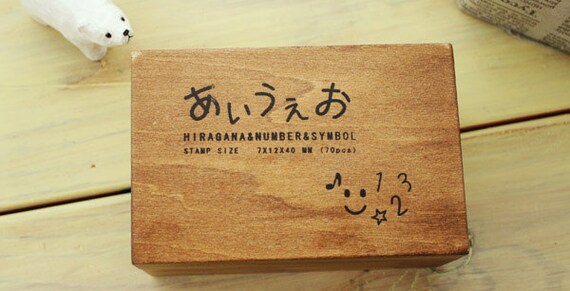 あいうえお
HIRAGANA&NUMBER&SYMBOL
STAMP SIZE 7X12X40 MM (70pcs)
♪ 1 3
☆ 2